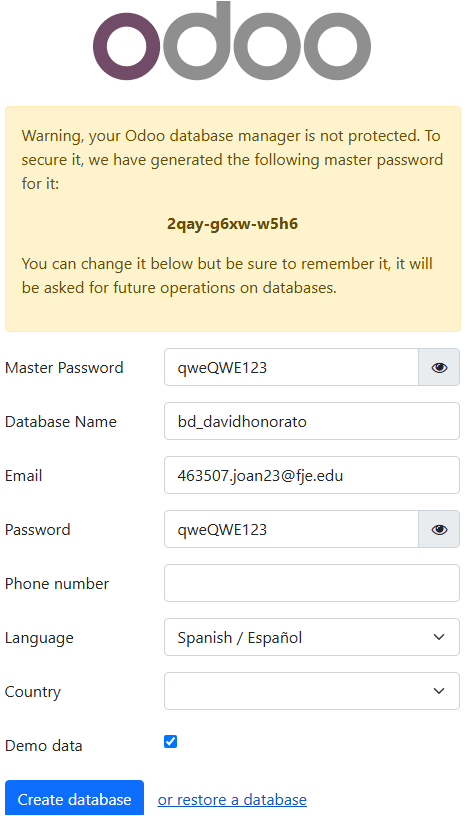 odoo
Warning, your Odoo database manager is not protected. To
secure it, we have generated the following master password
for it:
2qay-g6xw-w5h6
You can change it below but be sure to remember it, it will
be asked for future operations on databases.
Master Password qweQWE123
Database Name bd_davidhonorato
Email 463507.joan23@fje.edu
Password qweQWE123
Phone number
Language Spanish / Español
Country
Demo data
Create database or restore a database